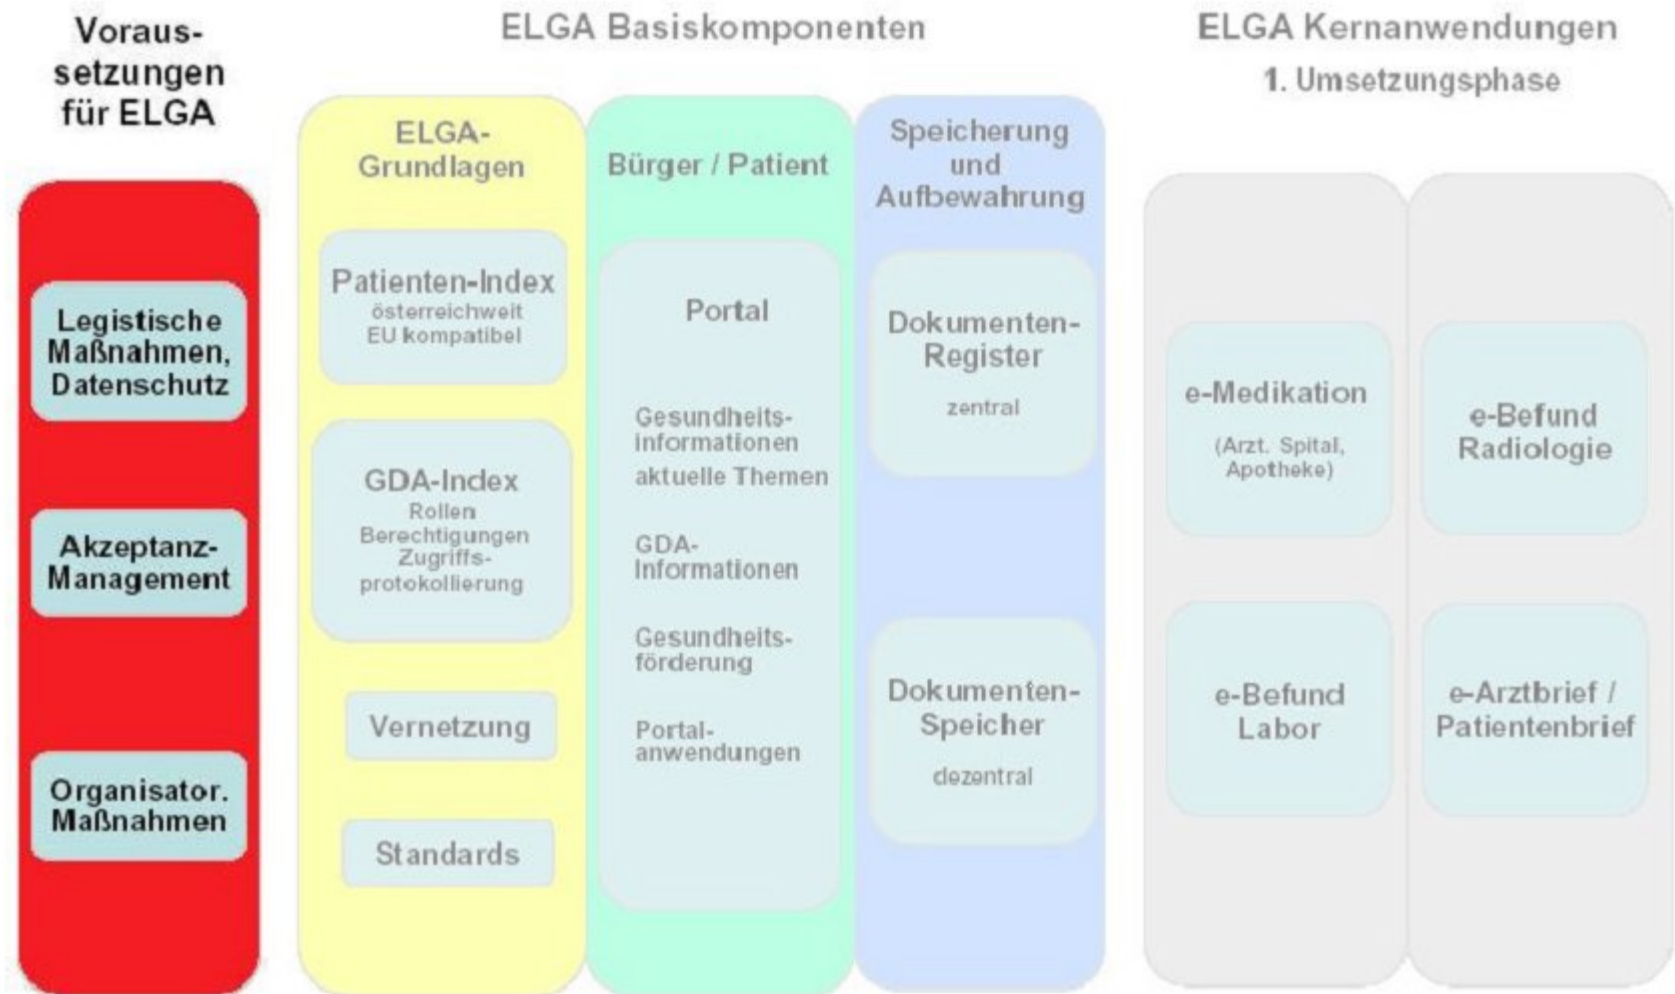 Voraus-
setzungen
für ELGA
Legistische
Maßnahmen,
Datenschutz
Akzeptanz-
Management
Organisator.
Maßnahmen
ELGA Basiskomponenten
ELGA-
Grundlagen
Patienten-Index
österreichweit
EU kompatibel
GDA-Index
Rollen
Berechtigungen
Zugriffs-
protokollierung
Vernetzung
Standards
Bürger / Patient
Portal
Gesundheits-
informationen
aktuelle Themen
GDA-
Informationen
Gesundheits-
förderung
Portal-
anwendungen
Speicherung
und
Aufbewahrung
Dokumenten-
Register
zentral
Dokumenten-
Speicher
dezentral
ELGA Kernanwendungen
1. Umsetzungsphase
e-Medikation
(Arzt. Spital,
Apotheke)
e-Befund
Labor
e-Befund
Radiologie
e-Arztbrief /
Patientenbrief